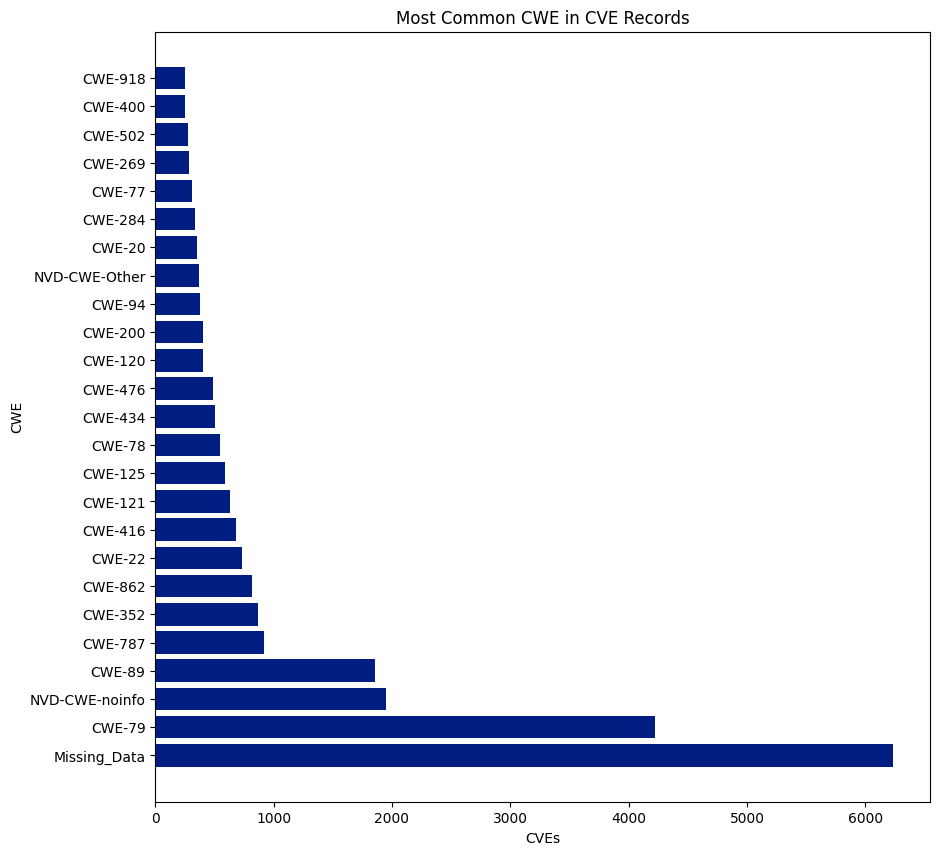 Most Common CWE in CVE Records
CWE-918
CWE-400
CWE-502
CWE-269
CWE-77
CWE-284
CWE-20
NVD-CWE-Other
CWE-94
CWE-200
CWE-120
CWE-476
CWE-434
CWE-78
CWE-125
CWE-121
CWE-416
CWE-22
CWE-862
CWE-352
CWE-787
CWE-89
NVD-CWE-noinfo
CWE-79
Missing_Data
CWE
0 1000 2000 3000 4000 5000 6000
CVEs